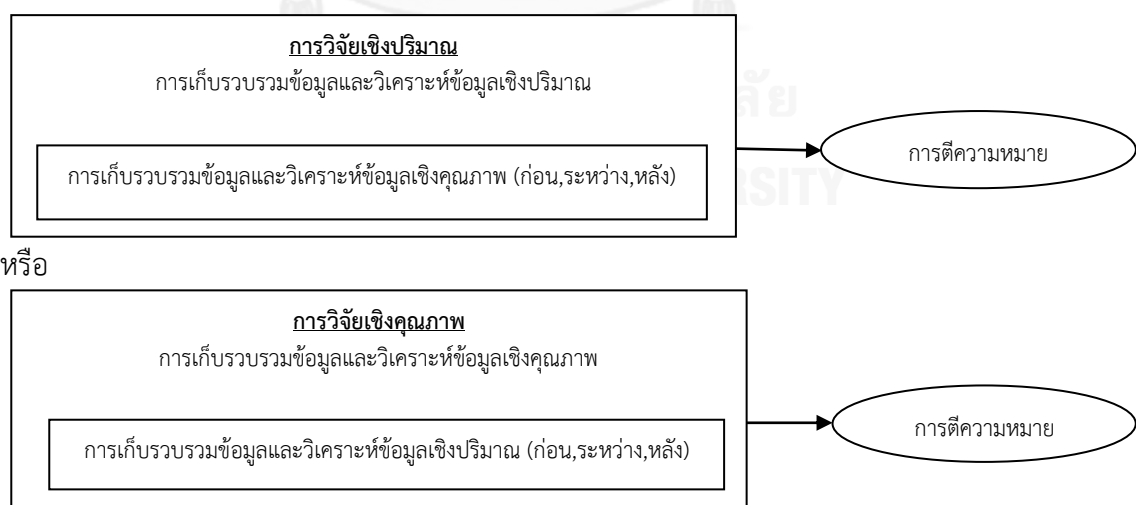 การวิจัยเชิงปริมาณ
การเก็บรวบรวมข้อมูลและวิเคราะห์ข้อมูลเชิงปริมาณ
การเก็บรวบรวมข้อมูลและวิเคราะห์ข้อมูลเชิงคุณภาพ (ก่อน,ระหว่าง,หลัง)
การตีความหมาย
หรือ
การวิจัยเชิงคุณภาพ
การเก็บรวบรวมข้อมูลและวิเคราะห์ข้อมูลเชิงคุณภาพ
การเก็บรวบรวมข้อมูลและวิเคราะห์ข้อมูลเชิงปริมาณ (ก่อน,ระหว่าง,หลัง)
การตีความหมาย